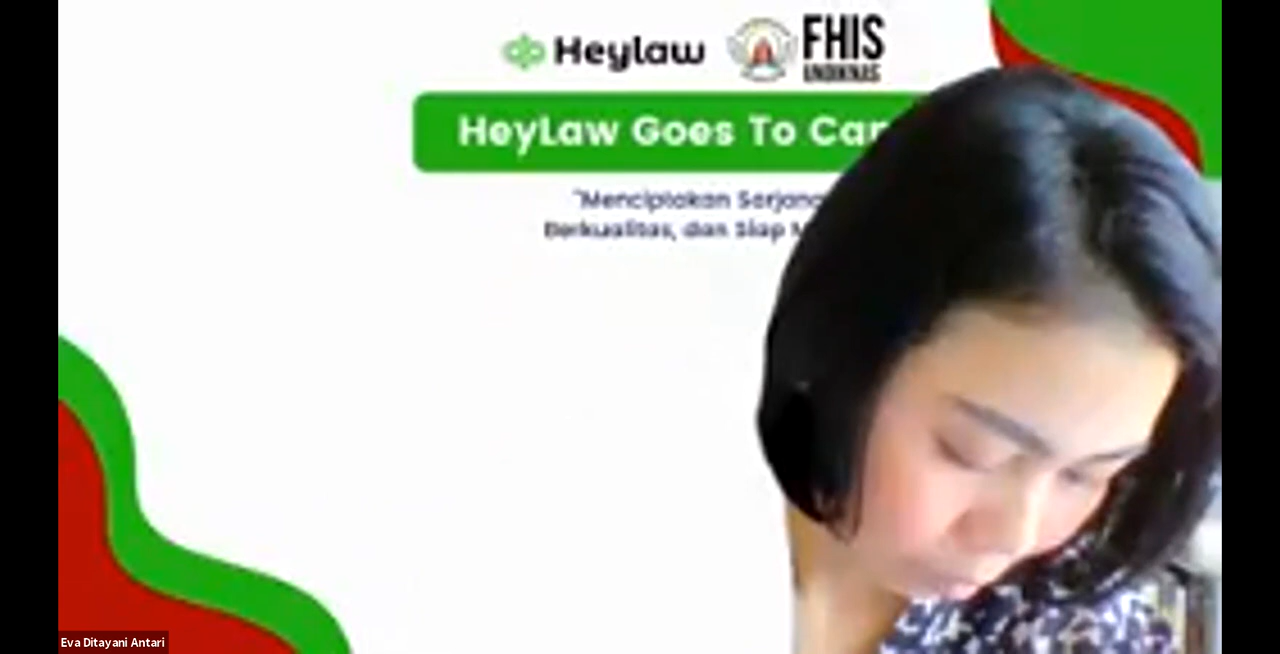 Heylaw
FHIS
UNDIKNAS
HeyLaw Goes To Car
"Menciptakan Sarjana
Berkualitas, dan Siap M
Eva Ditayani Antari